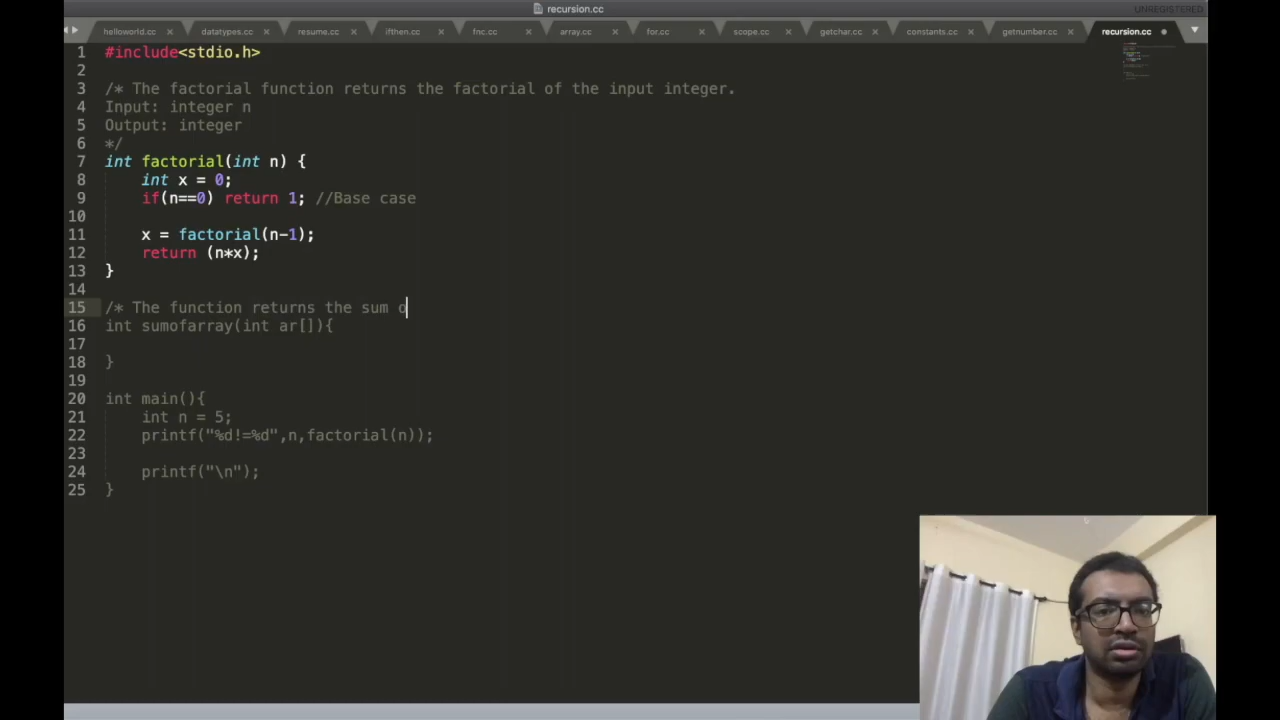 recursion.cc
UNREGISTERED
helloworld.cc × datatypes.cc × resume.cc × ifthen.cc × fnc.cc × array.cc × for.cc × scope.cc × getchar.cc × constants.cc × getnumber.cc × recursion.cc
1 #include<stdio.h>
2
3 /* The factorial function returns the factorial of the input integer.
4 Input: integer n
5 Output: integer
6 */
7 int factorial(int n) {
8 int x = 0;
9 if(n==0) return 1; //Base case
10
11 x = factorial(n-1);
12 return (n*x);
13 }
14
15 /* The function returns the sum o
16 int sumofarray(int ar[]){
17
18 }
19
20 int main(){
21 int n = 5;
22 printf("%d!=%d",n,factorial(n));
23
24 printf("\n");
25 }